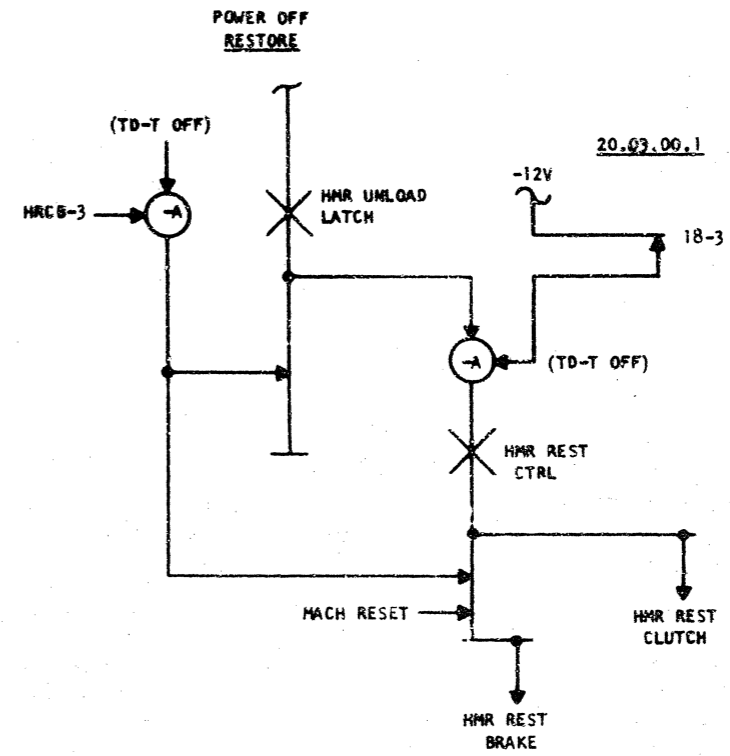 POWER OFF
RESTORE
(TD-T OFF)
20.03.00.1
-12V
HRCB-3
-A
HMR UNLOAD
LATCH
18-3
-A
(TD-T OFF)
HMR REST
CTRL
MACH RESET
HMR REST
CLUTCH
HMR REST
BRAKE